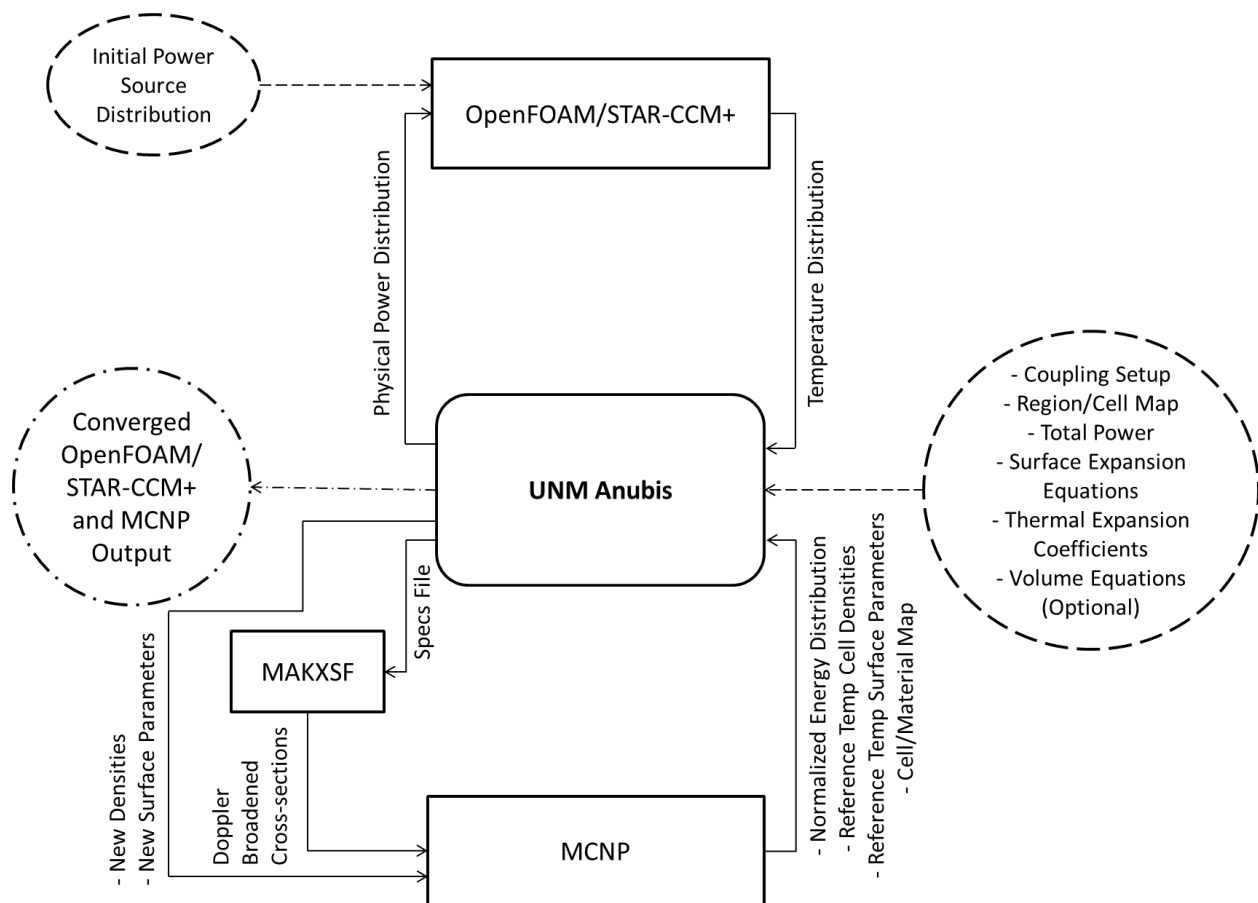 Initial Power
Source
Distribution
OpenFOAM/STAR-CCM+
Physical Power Distribution
Temperature Distribution
Converged
OpenFOAM/
STAR-CCM+
and MCNP
Output
UNM Anubis
- Coupling Setup
- Region/Cell Map
- Total Power
- Surface Expansion
Equations
- Thermal Expansion
Coefficients
- Volume Equations
(Optional)
Specs File
MAKXSF
- New Densities
- New Surface Parameters
Doppler
Broadened
Cross-sections
MCNP
- Normalized Energy Distribution
- Reference Temp Cell Densities
- Reference Temp Surface Parameters
- Cell/Material Map